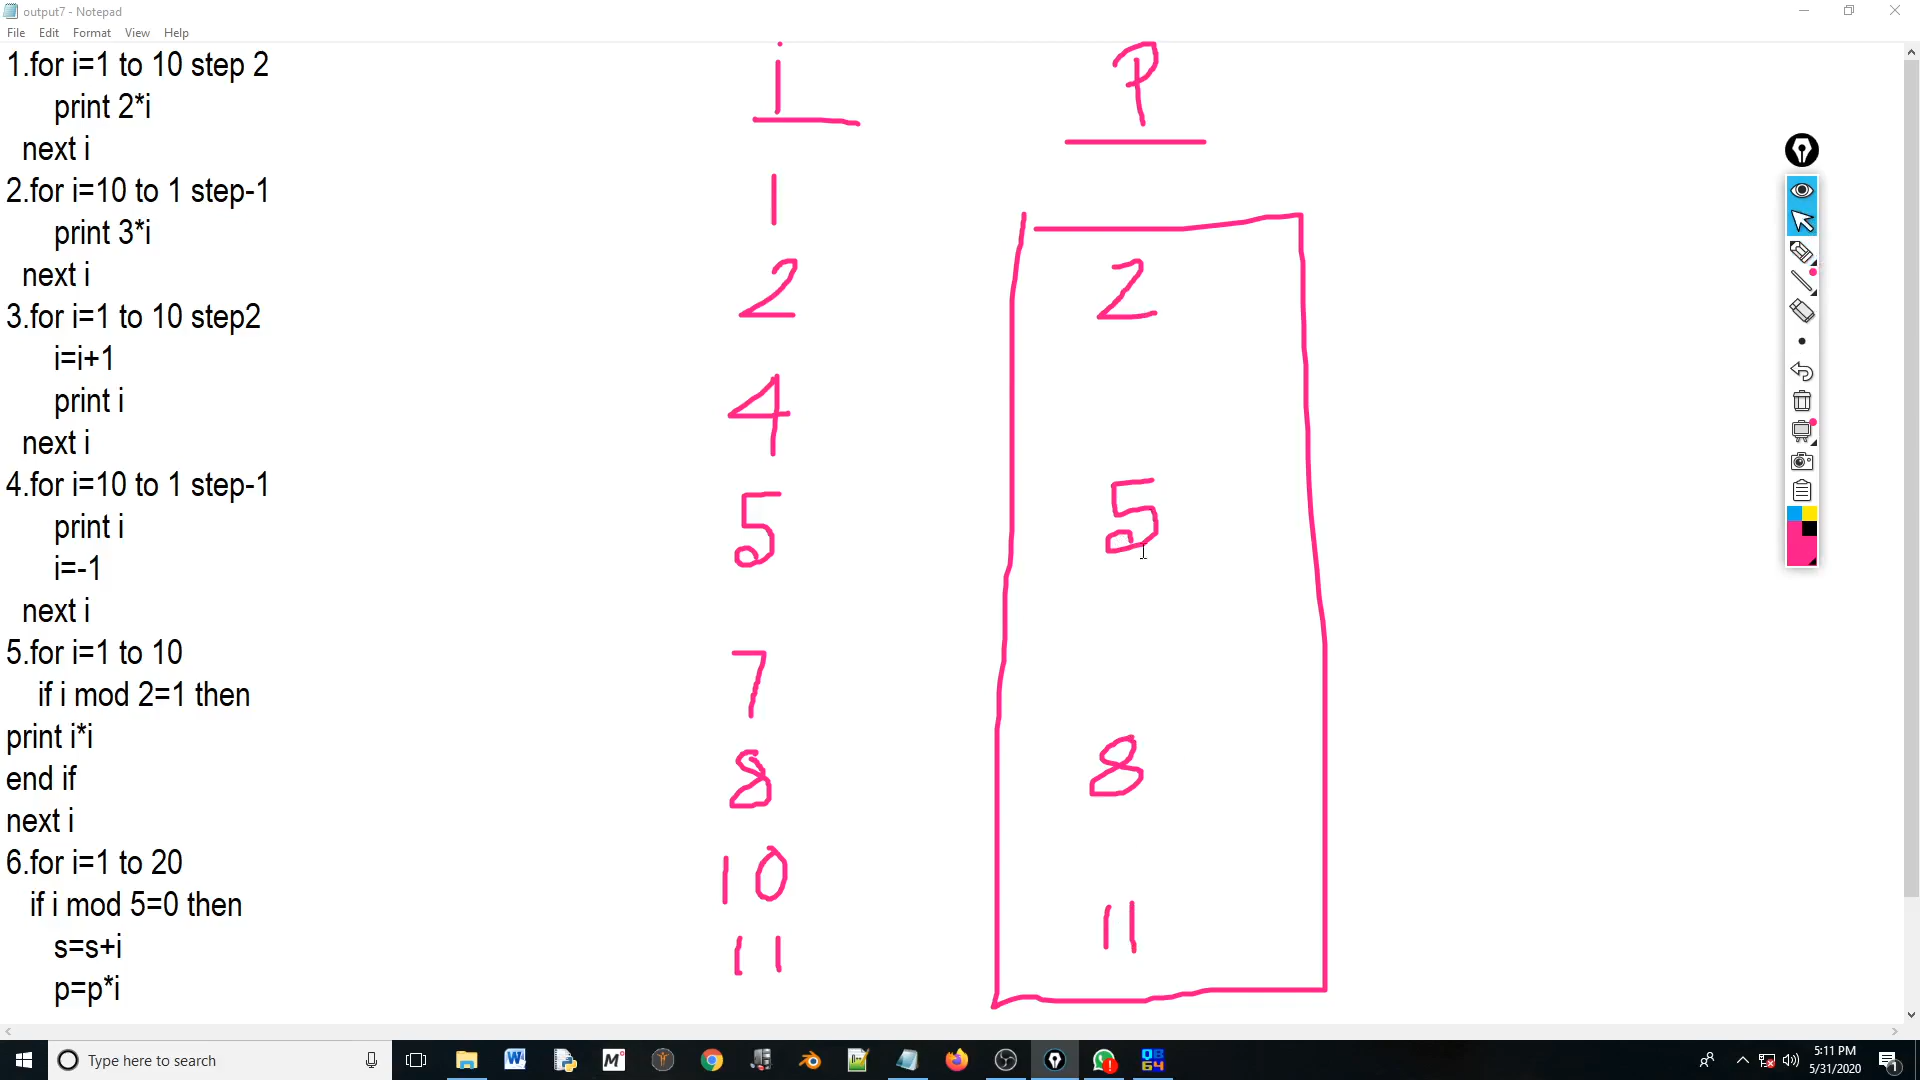 output7 - Notepad
File Edit Format View Help
1.for i=1 to 10 step 2
print 2*i
next i
2.for i=10 to 1 step-1
print 3*i
next i
3.for i=1 to 10 step2
i=i+1
print i
next i
4.for i=10 to 1 step-1
print i
i=-1
next i
5.for i=1 to 10
if i mod 2=1 then
print i*i
end if
next i
6.for i=1 to 20
if i mod 5=0 then
s=s+i
p=p*i
i P
1
2 2
4
5 5
7
8 8
10
11 11
Type here to search
5:11 PM
5/31/2020